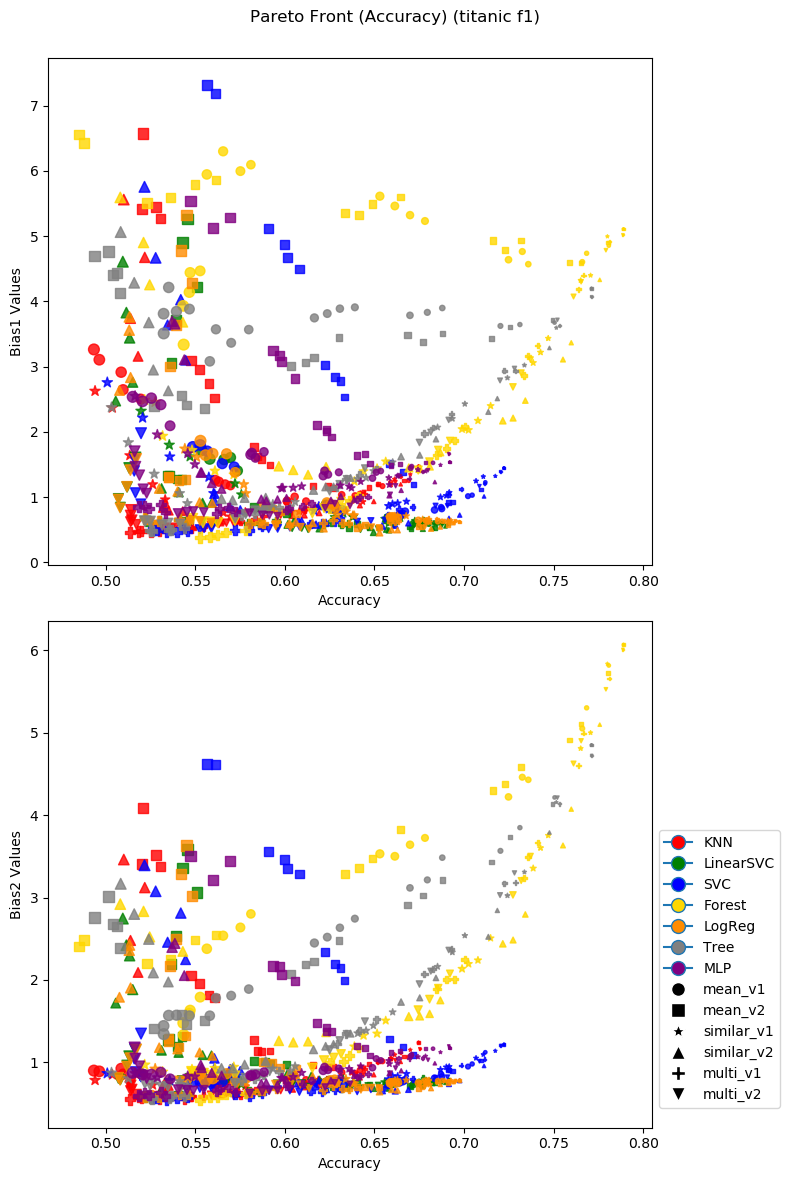 Pareto Front (Accuracy) (titanic f1)
7
6
5
4
3
2
1
0
Bias1 Values
0.50 0.55 0.60 0.65 0.70 0.75 0.80
Accuracy
6
5
4
3
2
1
Bias2 Values
0.50 0.55 0.60 0.65 0.70 0.75 0.80
Accuracy
KNN
LinearSVC
SVC
Forest
LogReg
Tree
MLP
mean_v1
mean_v2
similar_v1
similar_v2
multi_v1
multi_v2